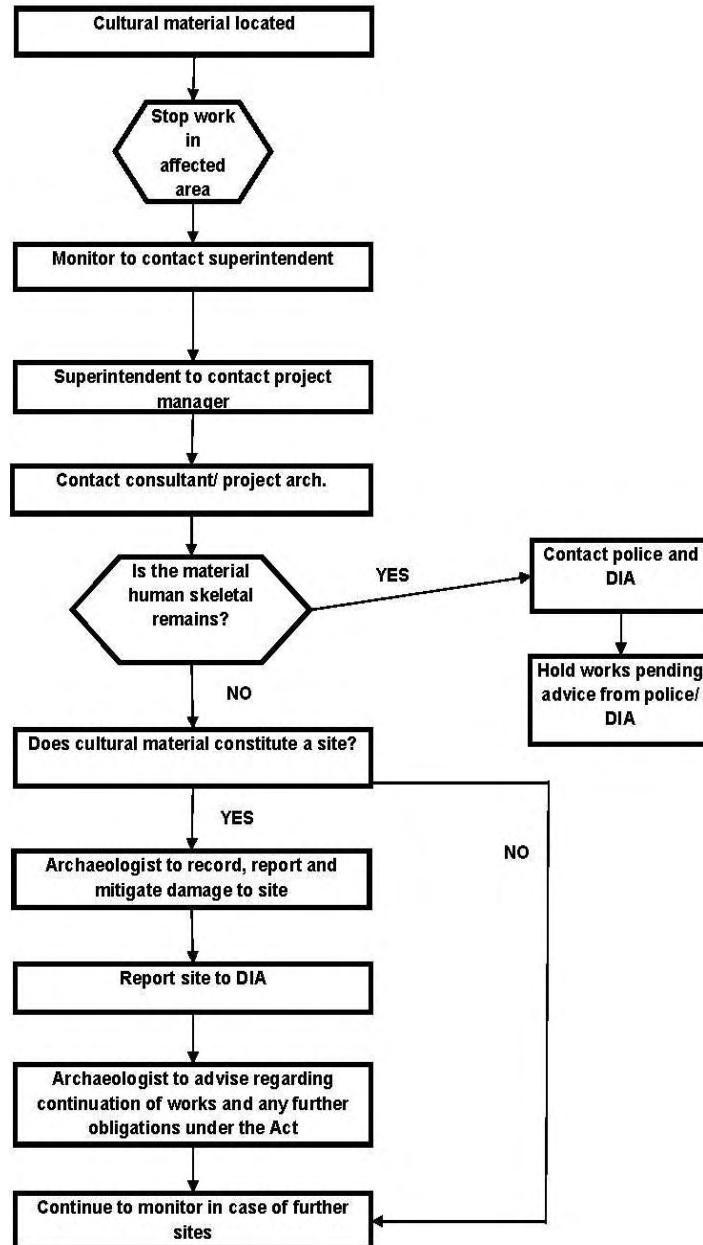 Cultural material located
Stop work
in
affected
area
Monitor to contact superintendent
Superintendent to contact project
manager
Contact consultant/ project arch.
Is the material
human skeletal
remains?
YES
Contact police and
DIA
Hold works pending
advice from police/
DIA
NO
Does cultural material constitute a site?
YES
NO
Archaeologist to record, report and
mitigate damage to site
Report site to DIA
Archaeologist to advise regarding
continuation of works and any further
obligations under the Act
Continue to monitor in case of further
sites